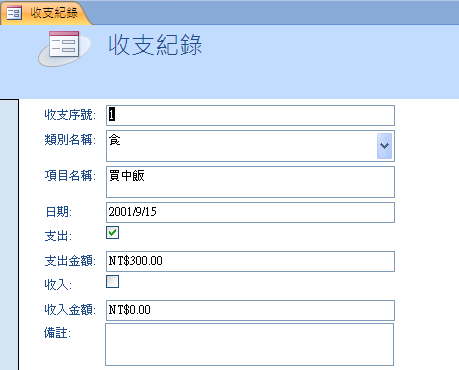 收支紀錄
收支紀錄
收支序號: 1
類別名稱: 食
項目名稱: 買中飯
日期: 2001/9/15
支出:
支出金額: NT$300.00
收入:
收入金額: NT$0.00
備註: